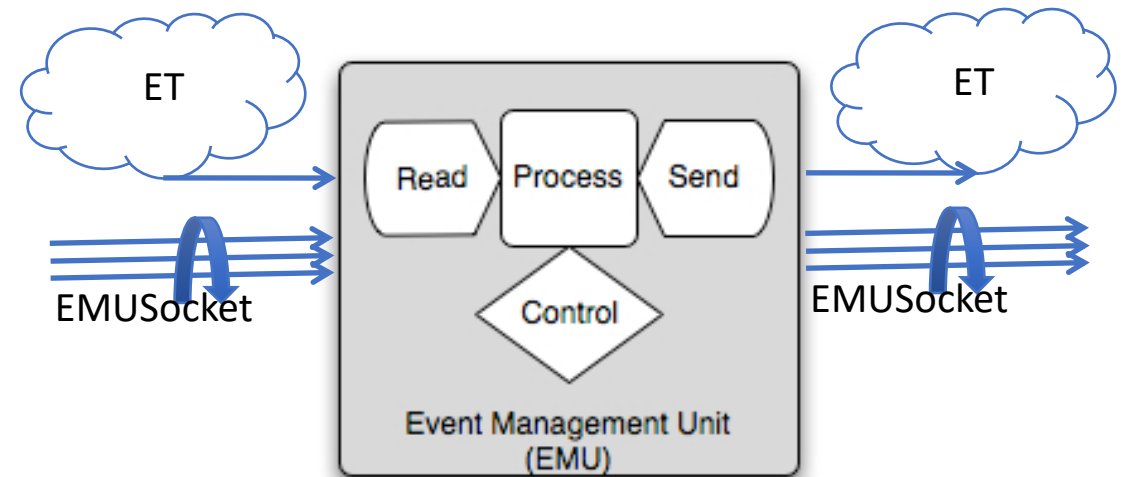 ET
ET
Read
Process
Send
EMUSocket
EMUSocket
Control
Event Management Unit
(EMU)